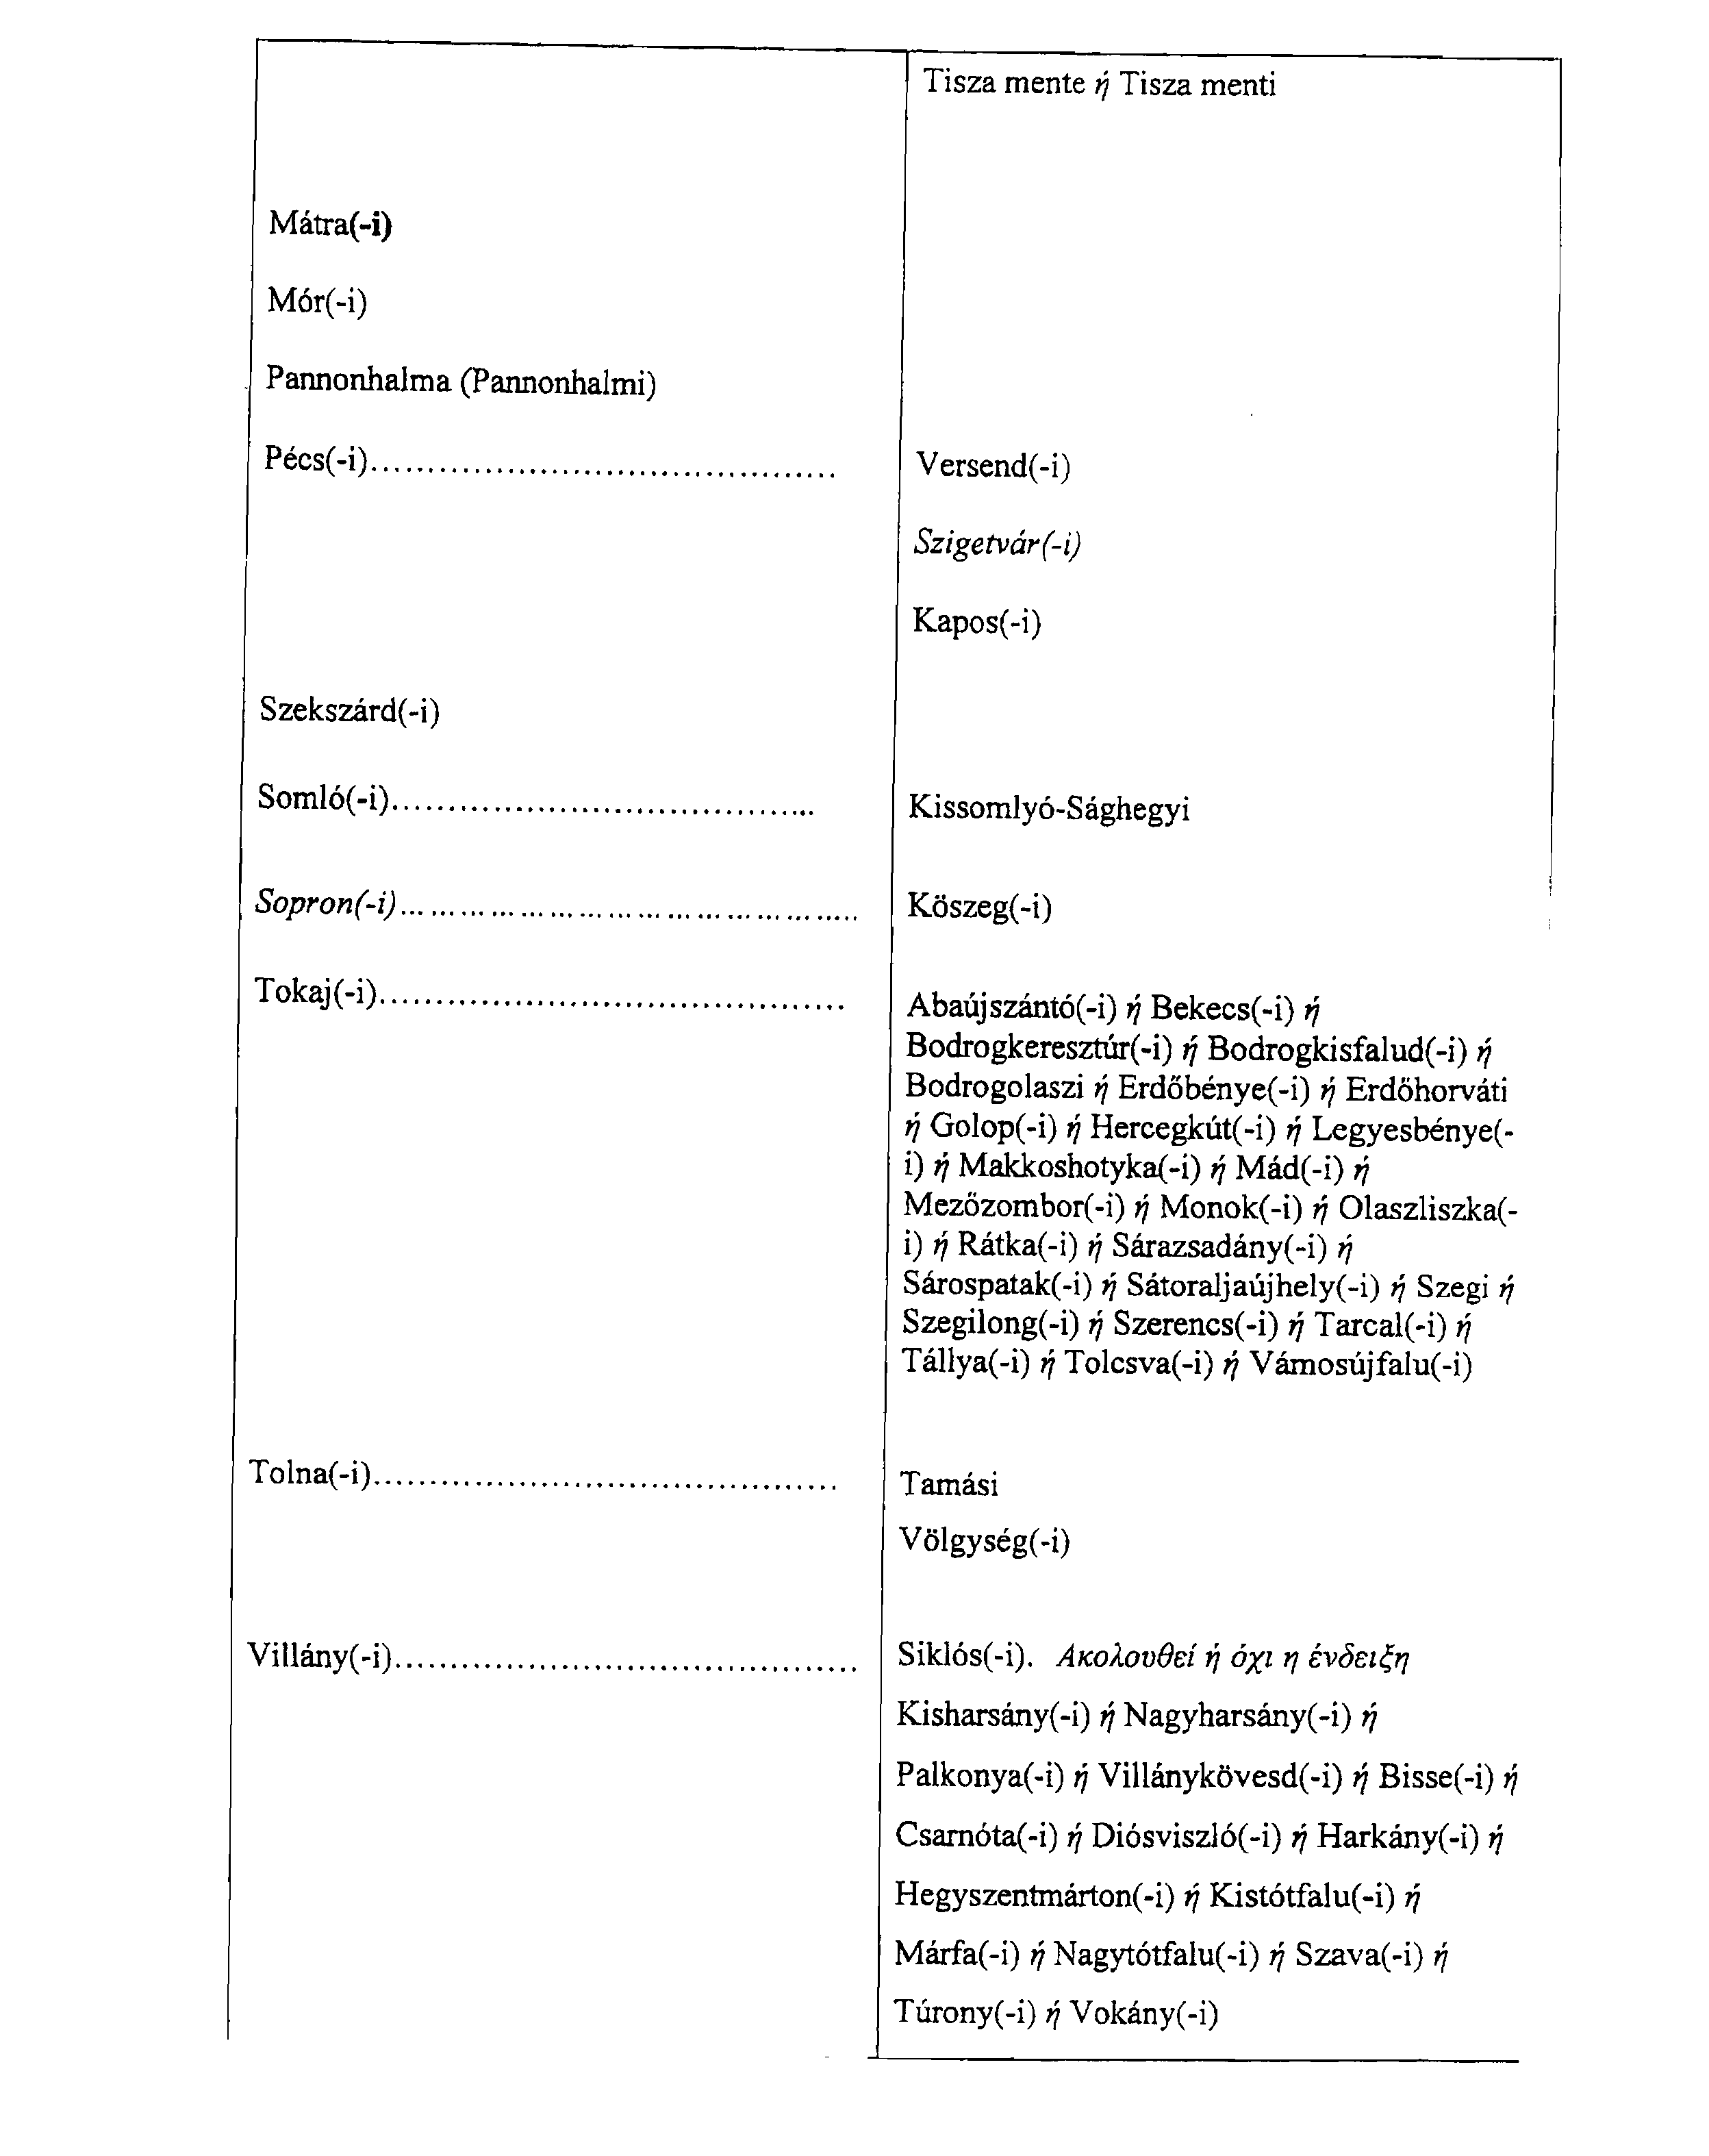 Tisza mente ή Tisza menti
Mátra(-i)
Mór(-i)
Pannonhalma (Pannonhalmi)
Pécs(-i)........................................ Versend(-i)
Szigetvár(-i)
Kapos(-i)
Szekszárd(-i)
Somló(-i)..................................... Kissomlyó-Sághegyi
Sopron(-i)............................................... Köszeg(-i)
Tokaj(-i)........................................ Abaújszántó(-i) ή Bekecs(-i) ή
Bodrogkeresztúr(-i) ή Bodrogkisfalud(-i) ή
Bodrogolaszi ή Erdőbénye(-i) ή Erdöhorváti
ή Golop(-i) ή Hercegkút(-i) ή Legyesbénye(-
i) ή Makkoshotyka(-i) ή Mád(-i) ή
Mezözombor(-i) ή Monok(-i) ή Olaszliszka(-
i) ή Rátka(-i) ή Sárazsadány(-i) ή
Sárospatak(-i) ή Sátoraljaújhely(-i) ή Szegi ή
Szegilong(-i) ή Szerencs(-i) ή Tarcal(-i) ή
Tállya(-i) ή Tolcsva(-i) ή Vámosújfalu(-i)
Tolna(-i)........................................ Tamási
Völgység(-i)
Villány(-i)........................................ Siklós(-i). Ακολουθεί ή όχι η ένδειξη
Kisharsány(-i) ή Nagyharsány(-i) ή
Palkonya(-i) ή Villánykövesd(-i) ή Bisse(-i) ή
Csarnóta(-i) ή Diósviszló(-i) ή Harkány(-i) ή
Hegyszentmárton(-i) ή Kistótfalu(-i) ή
Márfa(-i) ή Nagytótfalu(-i) ή Szava(-i) ή
Túrony(-i) ή Vokány(-i)